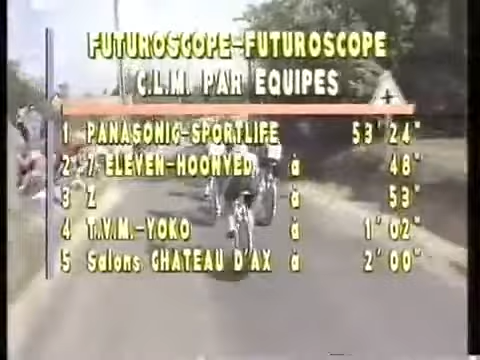 FUTUROSCOPE-FUTUROSCOPE
C.L.M. PAR EQUIPES
1 PANASONIC-SPORTLIFE 53'24"
2 7 ELEVEN-HOONVED à 48"
3 Z à 53"
4 T.V.M.-YOKO à 1'02"
5 Salons CHATEAU D'AX à 2'00"